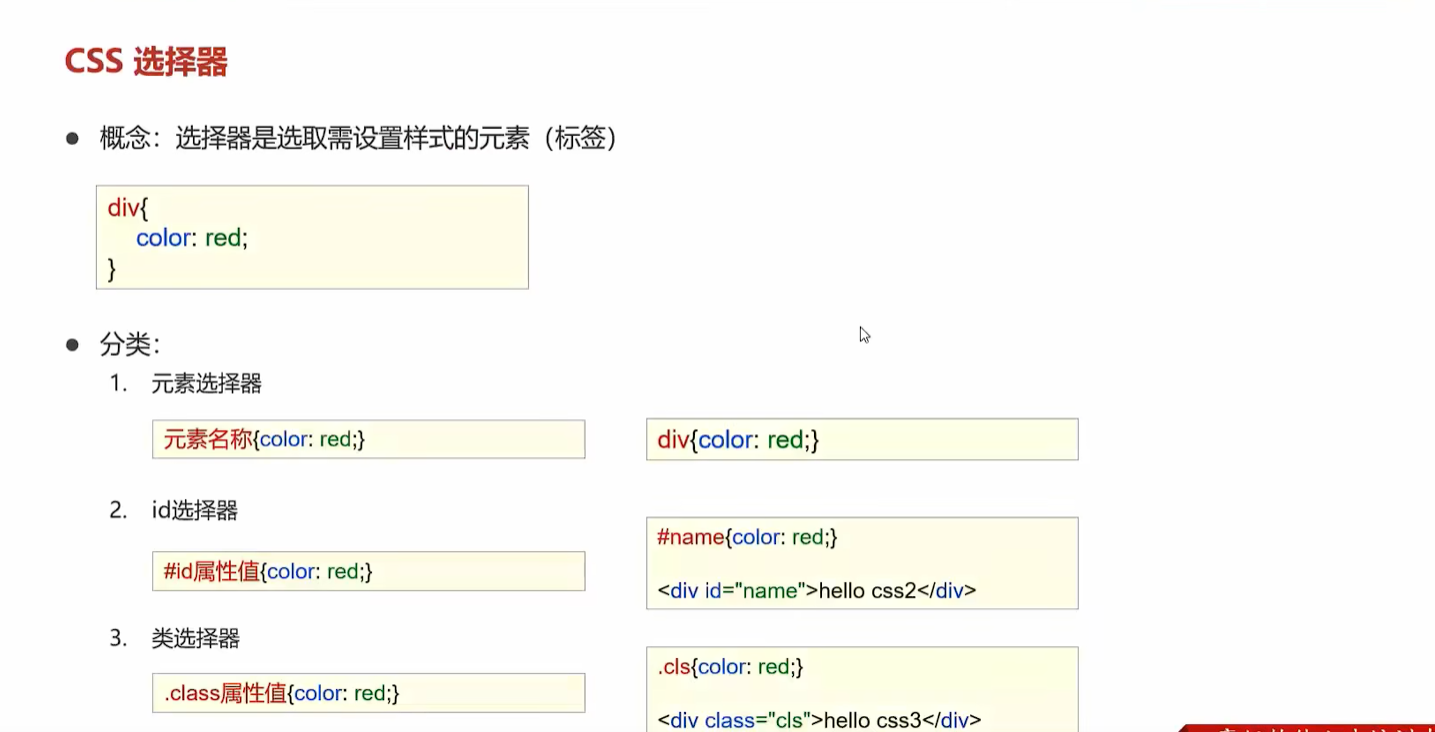 CSS 选择器
● 概念：选择器是选取需设置样式的元素（标签）
div{
color: red;
}
● 分类：
1. 元素选择器
元素名称{color: red;}
div{color: red;}
2. id选择器
#id属性值{color: red;}
#name{color: red;}
<div id="name">hello css2</div>
3. 类选择器
.class属性值{color: red;}
.cls{color: red;}
<div class="cls">hello css3</div>